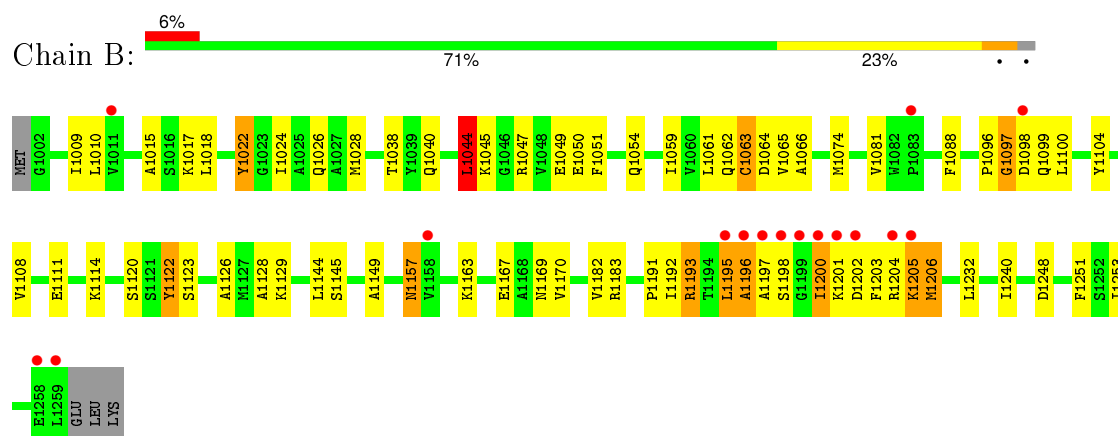 6%
Chain B:
71% 23% • •
MET G1002 I1009 L1010 V1011 A1015 S1016 K1017 L1018 Y1022 G1023 I1024 A1025 Q1026 A1027 M1028 T1038 Y1039 Q1040 L1044 K1045 G1046 R1047 V1048 E1049 E1050 F1051 Q1054 I1059 V1060 L1061 Q1062 C1063 D1064 V1065 A1066 M1074 V1081 W1082 P1083 F1088 P1096 G1097 D1098 Q1099 L1100 Y1104
V1108 E1111 K1114 S1120 S1121 Y1122 S1123 A1126 M1127 A1128 K1129 L1144 S1145 A1149 N1157 V1158 K1163 E1167 A1168 N1169 V1170 V1182 R1183 P1191 I1192 R1193 T1194 L1195 A1196 A1197 S1198 G1199 I1200 K1201 D1202 F1203 R1204 K1205 M1206 L1232 I1240 D1248 F1251 S1252 I1253
E1258 L1259 GLU LEU LYS